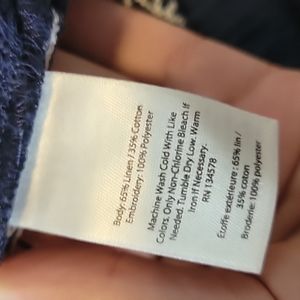 Body: 65% Linen / 35% Cotton
Embroidery: 100% Polyester
Machine Wash Cold With Like
Colors. Only Non-Chlorine Bleach If
Needed. Tumble Dry Low. Warm
Iron If Necessary.
RN 134578
Etoffe extérieure : 65% lin /
35% coton
Broderie: 100% polyester